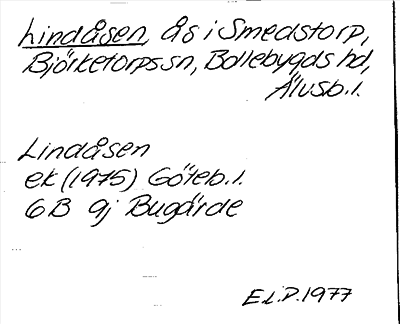 Lindåsen, ås i Smedstorp,
Björketorps sn, Bollebygds hd,
Älvsb. l.
Lindåsen
ek (1975) Göteb. l.
6B 9j Bugärde
E.L.P. 1977